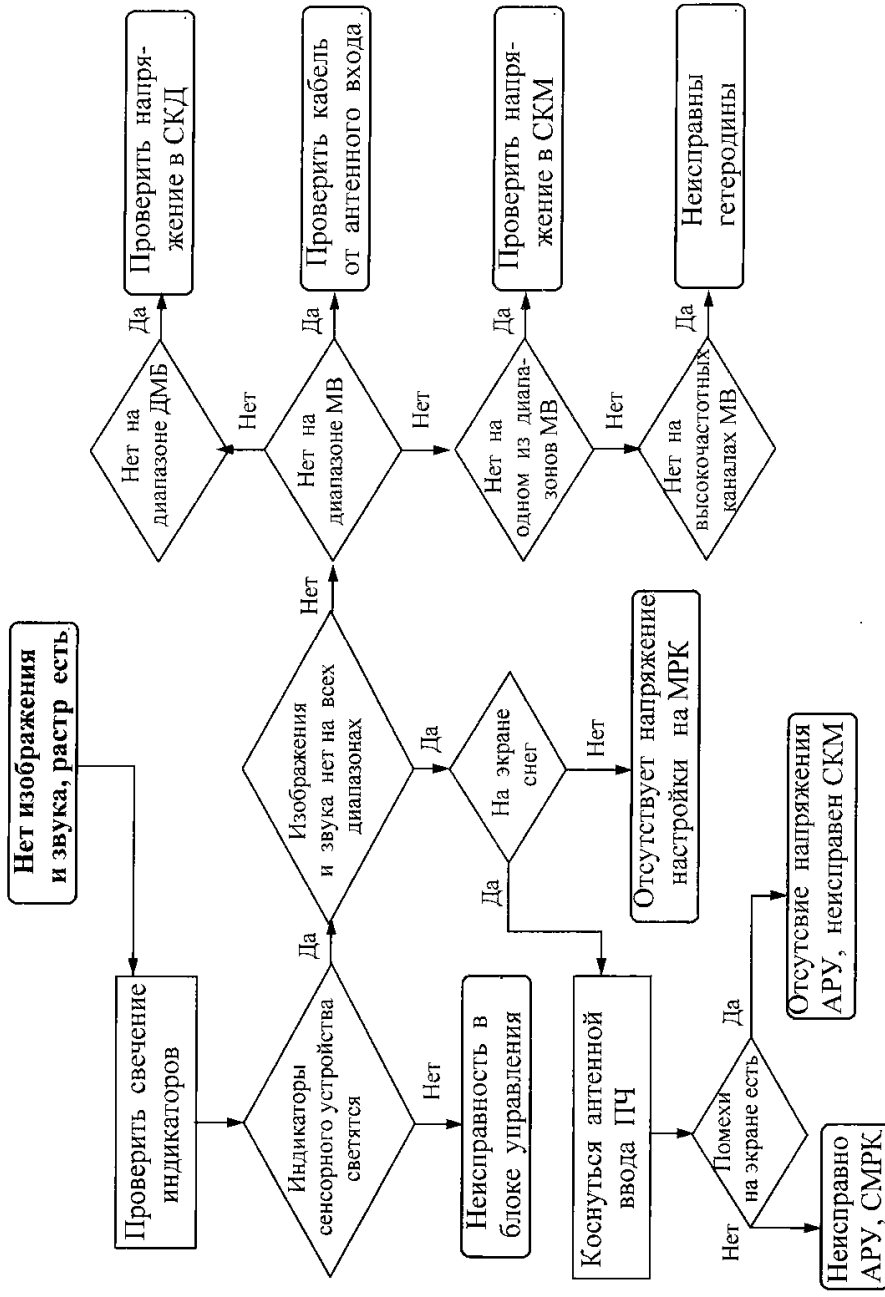 Нет изображения
и звука, растр есть
Проверить свечение
индикаторов
Индикаторы
сенсорного устройства
светятся
Да
Нет
Неисправность в
блоке управления
Изображения
и звука нет на всех
диапазонах
Нет
Да
На экране
снег
Да
Нет
Отсутствует напряжение
настройки на МРК
Коснуться антенной
ввода ПЧ
Помехи
на экране есть
Нет
Да
Неисправно
АРУ, СМРК
Отсутсвие напряжения
АРУ, неисправен СКМ
Нет на
диапазоне МВ
Нет
Да
Нет
Проверить кабель
от антенного входа
Нет на
диапазоне ДМБ
Да
Проверить напря-
жение в СКД
Нет на
одном из диапа-
зонов МВ
Да
Нет
Проверить напря-
жение в СКМ
Нет на
высокочастотных
каналах МВ
Да
Неисправны
гетеродины